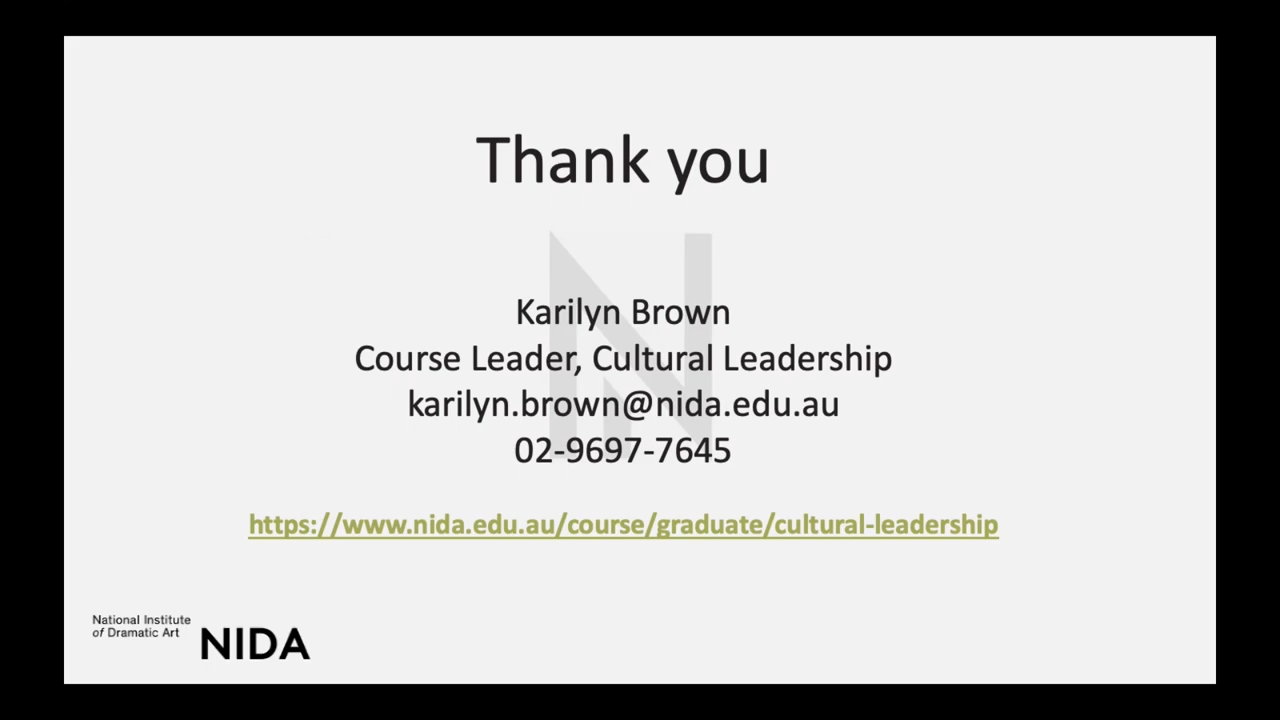 Thank you
Karilyn Brown
Course Leader, Cultural Leadership
karilyn.brown@nida.edu.au
02-9697-7645
https://www.nida.edu.au/course/graduate/cultural-leadership
National Institute
of Dramatic Art
NIDA